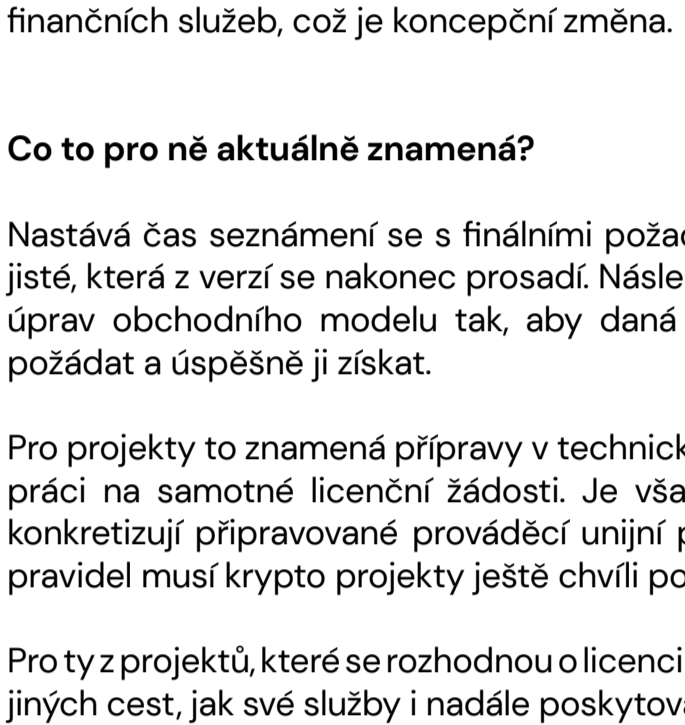 finančních služeb, což je koncepční změna.
Co to pro ně aktuálně znamená?
Nastává čas seznámení se s finálními
jisté, která z verzí se nakonec prosadí.
úprav obchodního modelu tak, aby daná
požádat a úspěšně ji získat.
Pro projekty to znamená přípravy v
práci na samotné licenční žádosti. Je
konkretizují připravované prováděcí unijní
pravidel musí krypto projekty ještě chvíli
Pro ty z projektů, které se rozhodnou o licenci
jiných cest, jak své služby i nadále